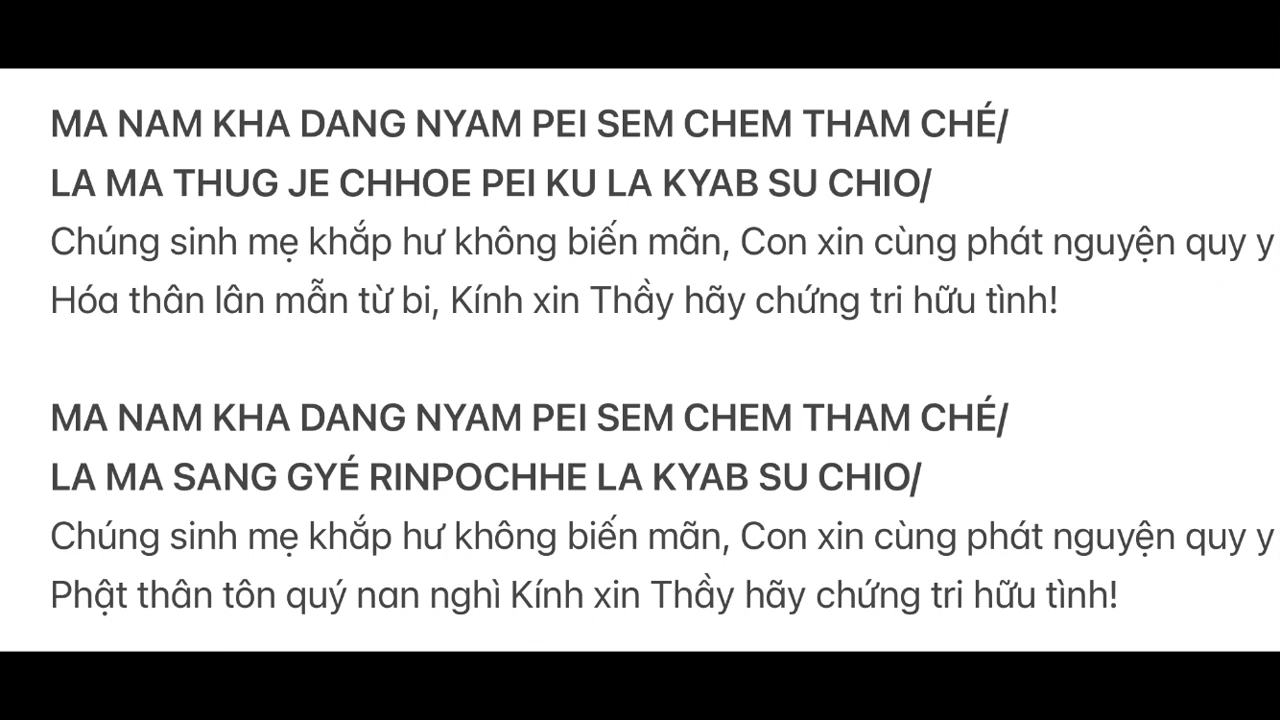 MA NAM KHA DANG NYAM PEI SEM CHEM THAM CHÉ/
LA MA THUG JE CHHOE PEI KU LA KYAB SU CHIO/
Chúng sinh mẹ khắp hư không biến mãn, Con xin cùng phát nguyện quy y
Hóa thân lân mẫn từ bi, Kính xin Thầy hãy chứng tri hữu tình!
MA NAM KHA DANG NYAM PEI SEM CHEM THAM CHÉ/
LA MA SANG GYÉ RINPOCHHE LA KYAB SU CHIO/
Chúng sinh mẹ khắp hư không biến mãn, Con xin cùng phát nguyện quy y
Phật thân tôn quý nan nghì Kính xin Thầy hãy chứng tri hữu tình!